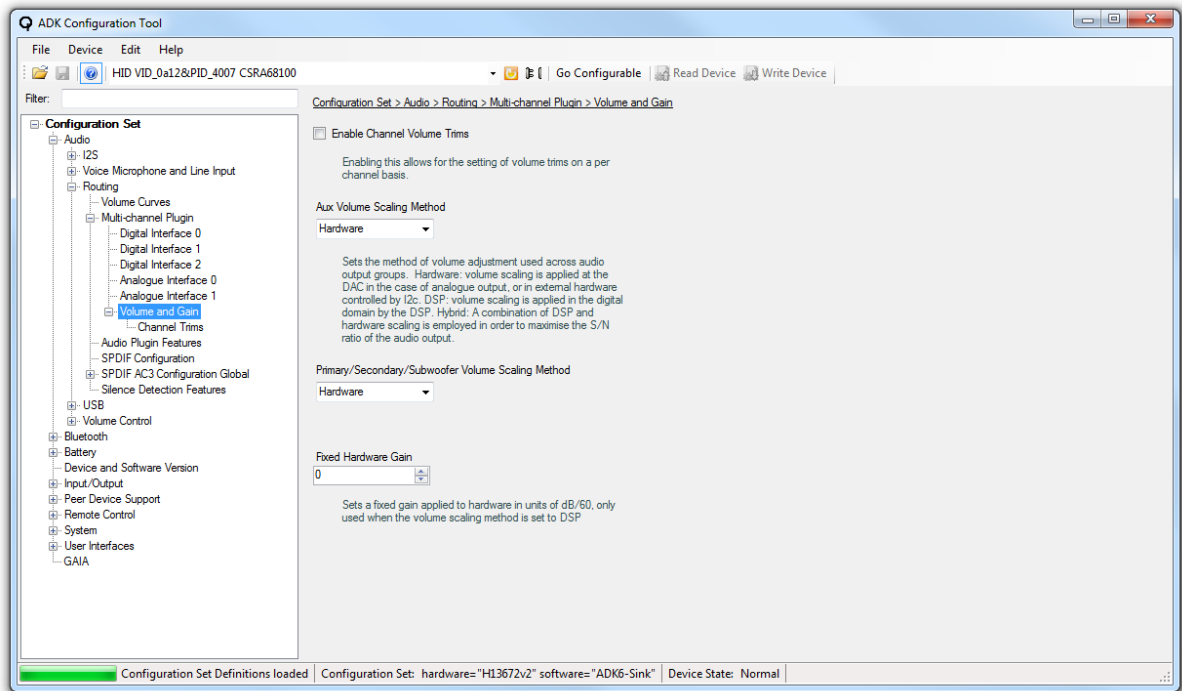 ADK Configuration Tool
File Device Edit Help
HID VID_0a12&PID_4007 CSRA68100
Go Configurable
Read Device
Write Device
Filter:
Configuration Set
Audio
I2S
Voice Microphone and Line Input
Routing
Volume Curves
Multi-channel Plugin
Digital Interface 0
Digital Interface 1
Digital Interface 2
Analogue Interface 0
Analogue Interface 1
Volume and Gain
Channel Trims
Audio Plugin Features
SPDIF Configuration
SPDIF AC3 Configuration Global
Silence Detection Features
USB
Volume Control
Bluetooth
Battery
Device and Software Version
Input/Output
Peer Device Support
Remote Control
System
User Interfaces
GAIA
Configuration Set > Audio > Routing > Multi-channel Plugin > Volume and Gain
Enable Channel Volume Trims
Enabling this allows for the setting of volume trims on a per
channel basis.
Aux Volume Scaling Method
Hardware
Sets the method of volume adjustment used across audio
output groups. Hardware: volume scaling is applied at the
DAC in the case of analogue output, or in external hardware
controlled by I2c. DSP: volume scaling is applied in the digital
domain by the DSP. Hybrid: A combination of DSP and
hardware scaling is employed in order to maximise the S/N
ratio of the audio output.
Primary/Secondary/Subwoofer Volume Scaling Method
Hardware
Fixed Hardware Gain
0
Sets a fixed gain applied to hardware in units of dB/60, only
used when the volume scaling method is set to DSP
Configuration Set Definitions loaded
Configuration Set: hardware="H13672v2" software="ADK6-Sink"
Device State: Normal